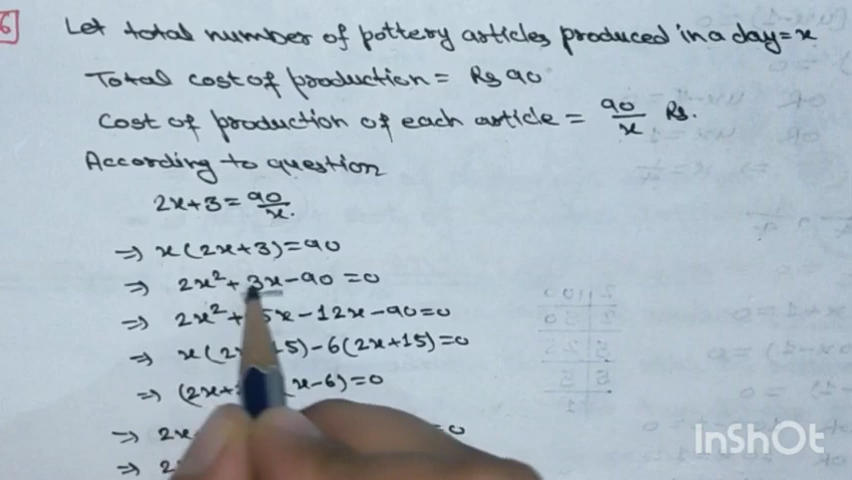 6
Let total number of pottery articles produced in a day = x
Total cost of production = Rs 90
Cost of production of each article = 90/x Rs.
According to question
2x+3 = 90/x.
⇒ x(2x+3) = 90
⇒ 2x² + 3x - 90 = 0
⇒ 2x² + 5x - 12x - 90 = 0
⇒ x(2x 5) - 6(2x+15) = 0
⇒ (2x+ x-6) = 0
⇒ 2x = 0
⇒ 2
InShOt